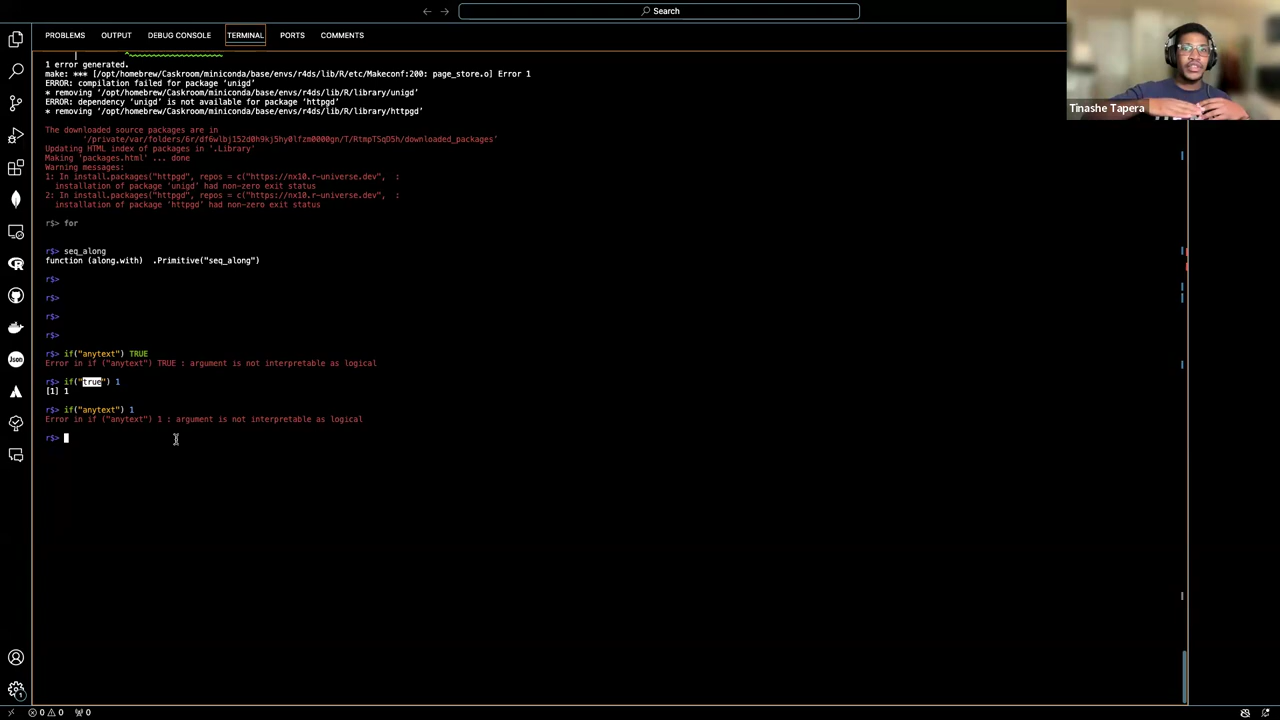 Search
PROBLEMS OUTPUT DEBUG CONSOLE TERMINAL PORTS COMMENTS
1 error generated.
make: *** [/opt/homebrew/Caskroom/miniconda/base/envs/r4ds/lib/R/etc/Makeconf:200: page_store.o] Error 1
ERROR: compilation failed for package ‘unigd’
* removing ‘/opt/homebrew/Caskroom/miniconda/base/envs/r4ds/lib/R/library/unigd’
ERROR: dependency ‘unigd’ is not available for package ‘httpgd’
* removing ‘/opt/homebrew/Caskroom/miniconda/base/envs/r4ds/lib/R/library/httpgd’
Tinashe Tapera
The downloaded source packages are in
‘/private/var/folders/6r/df6wlbj152d0h9kj5hy0lfzm0000gn/T/RtmpTSqD5h/downloaded_packages’
Updating HTML index of packages in '.Library'
Making 'packages.html' ... done
Warning messages:
1: In install.packages("httpgd", repos = c("https://nx10.r-universe.dev",  :
installation of package ‘unigd’ had non-zero exit status
2: In install.packages("httpgd", repos = c("https://nx10.r-universe.dev",  :
installation of package ‘httpgd’ had non-zero exit status
r$> for
r$> seq_along
function (along.with)  .Primitive("seq_along")
r$>
r$>
r$>
r$>
r$> if("anytext") TRUE
Error in if ("anytext") TRUE : argument is not interpretable as logical
r$> if("true") 1
[1] 1
r$> if("anytext") 1
Error in if ("anytext") 1 : argument is not interpretable as logical
r$>
Json
1
0 0 0